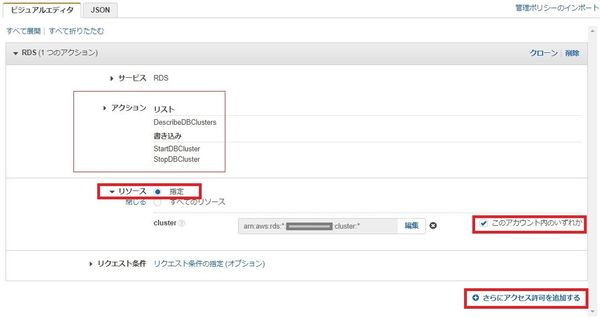 ビジュアルエディタ JSON 管理ポリシーのインポート
すべて展開 | すべて折りたたむ
RDS (1 つのアクション) クローン | 削除
サービス RDS
アクション リスト
DescribeDBClusters
書き込み
StartDBCluster
StopDBCluster
リソース 指定
閉じる すべてのリソース
cluster arn:aws:rds:*: cluster:* 編集 このアカウント内のいずれか
リクエスト条件 リクエスト条件の指定 (オプション)
さらにアクセス許可を追加する